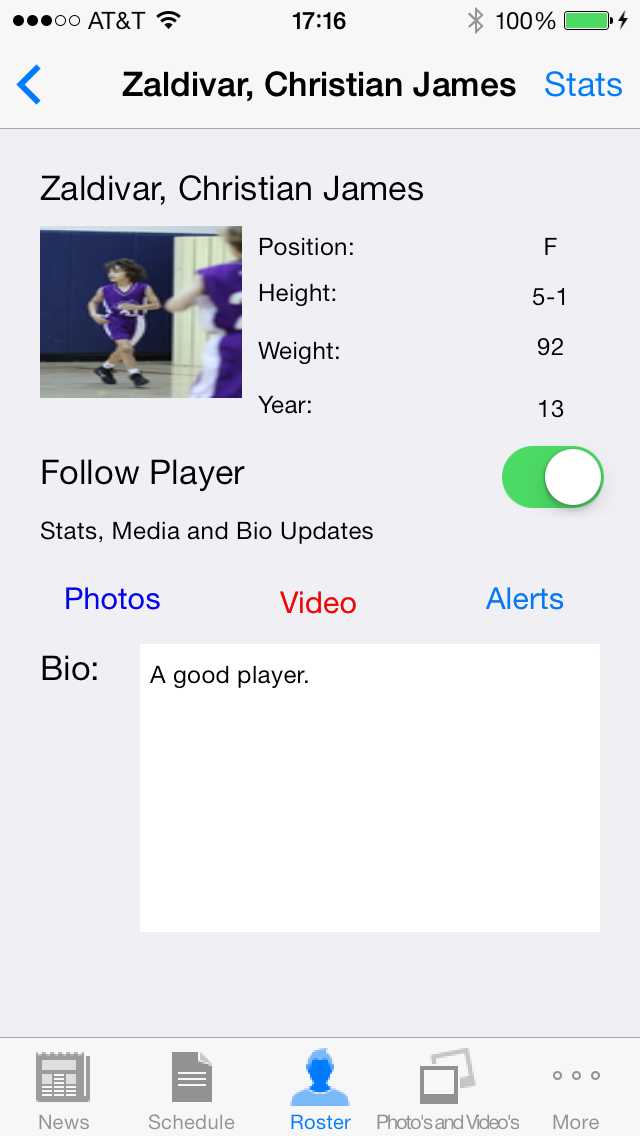 AT&T 17:16 100%
Zaldivar, Christian James Stats
Zaldivar, Christian James
Position: F
Height: 5-1
Weight: 92
Year: 13
Follow Player
Stats, Media and Bio Updates
Photos Video Alerts
Bio: A good player.
News Schedule Roster Photo's and Video's More